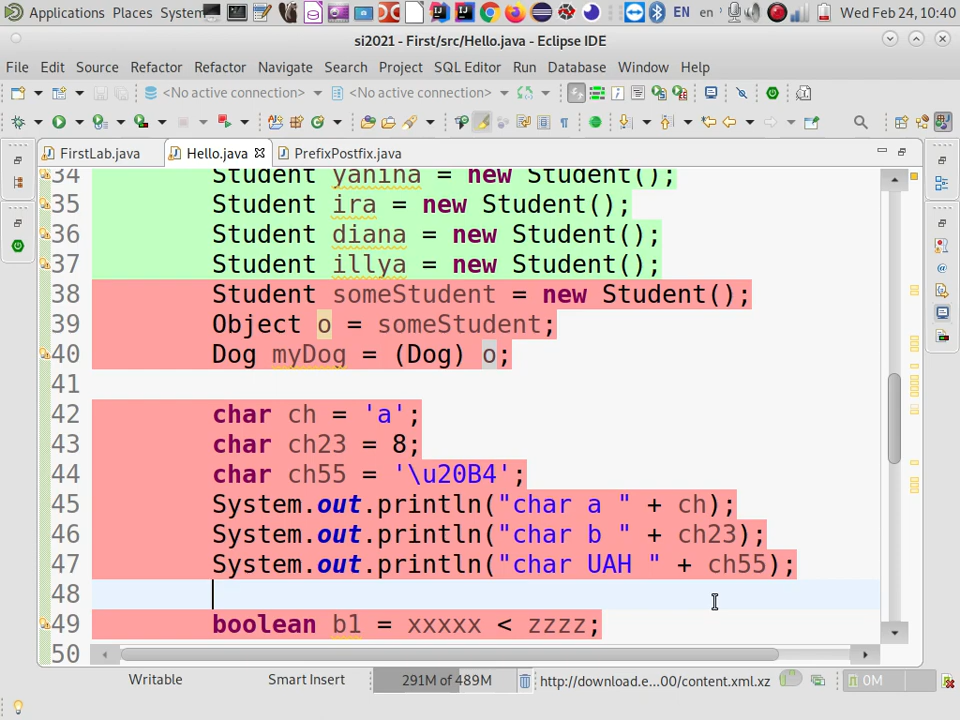 Applications Places System
EN en Wed Feb 24, 10:40
si2021 - First/src/Hello.java - Eclipse IDE
File Edit Source Refactor Refactor Navigate Search Project SQL Editor Run Database Window Help
<No active connection> <No active connection>
FirstLab.java Hello.java PrefixPostfix.java
34 Student yanina = new Student();
35 Student ira = new Student();
36 Student diana = new Student();
37 Student illya = new Student();
38 Student someStudent = new Student();
39 Object o = someStudent;
40 Dog myDog = (Dog) o;
41
42 char ch = 'a';
43 char ch23 = 8;
44 char ch55 = '\u20B4';
45 System.out.println("char a " + ch);
46 System.out.println("char b " + ch23);
47 System.out.println("char UAH " + ch55);
48
49 boolean b1 = xxxxx < zzzz;
50
Writable Smart Insert 291M of 489M http://download.e...00/content.xml.xz 0M